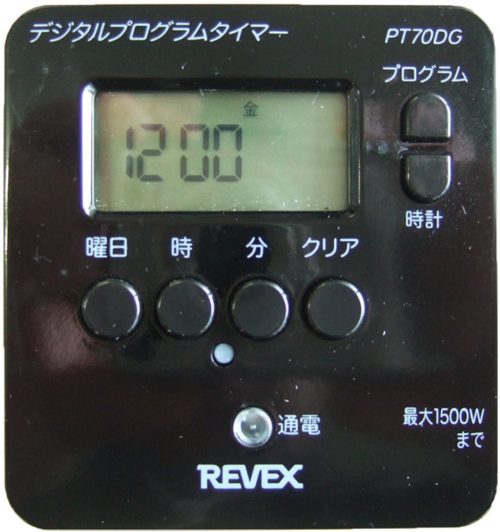 デジタルプログラムタイマー PT70DG
プログラム
金
12 00
時計
曜日 時 分 クリア
通電
最大1500W
まで
REVEX